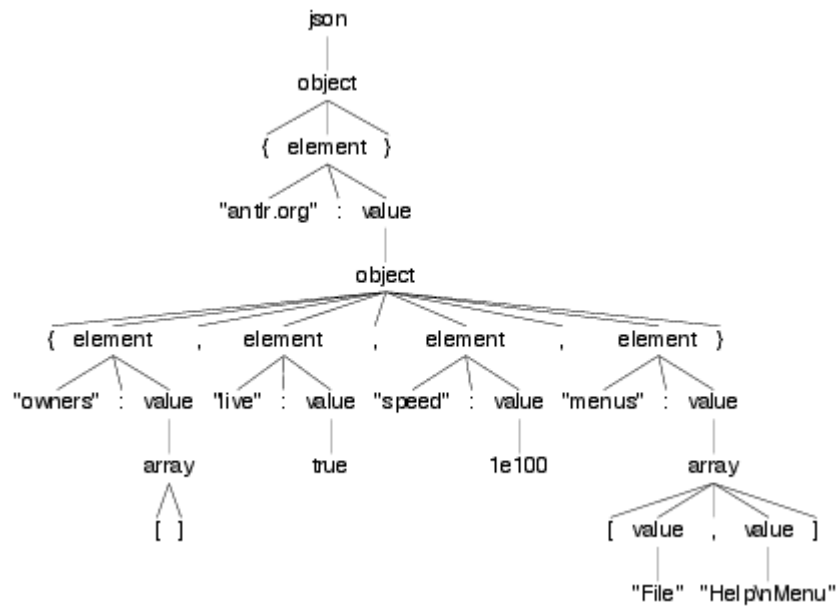 json
object
{ element }
"antlr.org" : value
object
{ element , element , element , element }
"owners" : value "live" : value "speed" : value "menus" : value
array true 1e100 array
[ ] [ value , value ]
"File" "Help\nMenu"